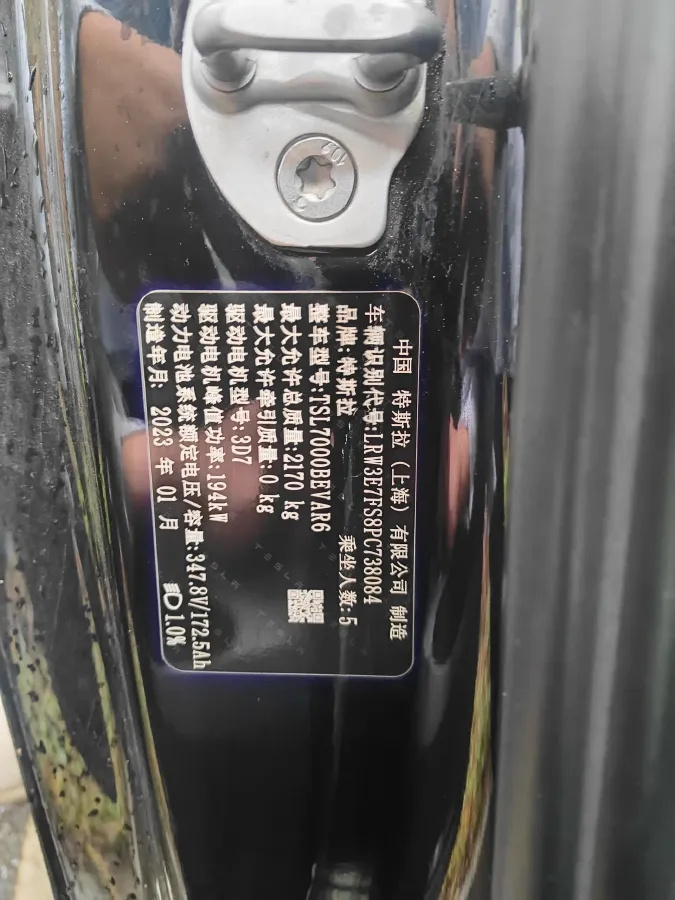 中国 特斯拉（上海）有限公司 制造
车辆识别代号:LRW3E7FS8PC738084
品牌:特斯拉 乘坐人数:5
整车型号:TSL7000BEVAR6
最大允许总质量:2170 kg
最大允许牵引质量:0 kg
驱动电机型号:3D7
驱动电机峰值功率:194kW
动力电池系统额定电压/容量:347.8V/172.5Ah
制造年月: 2023 年 01 月 1.0%
TESLA
102